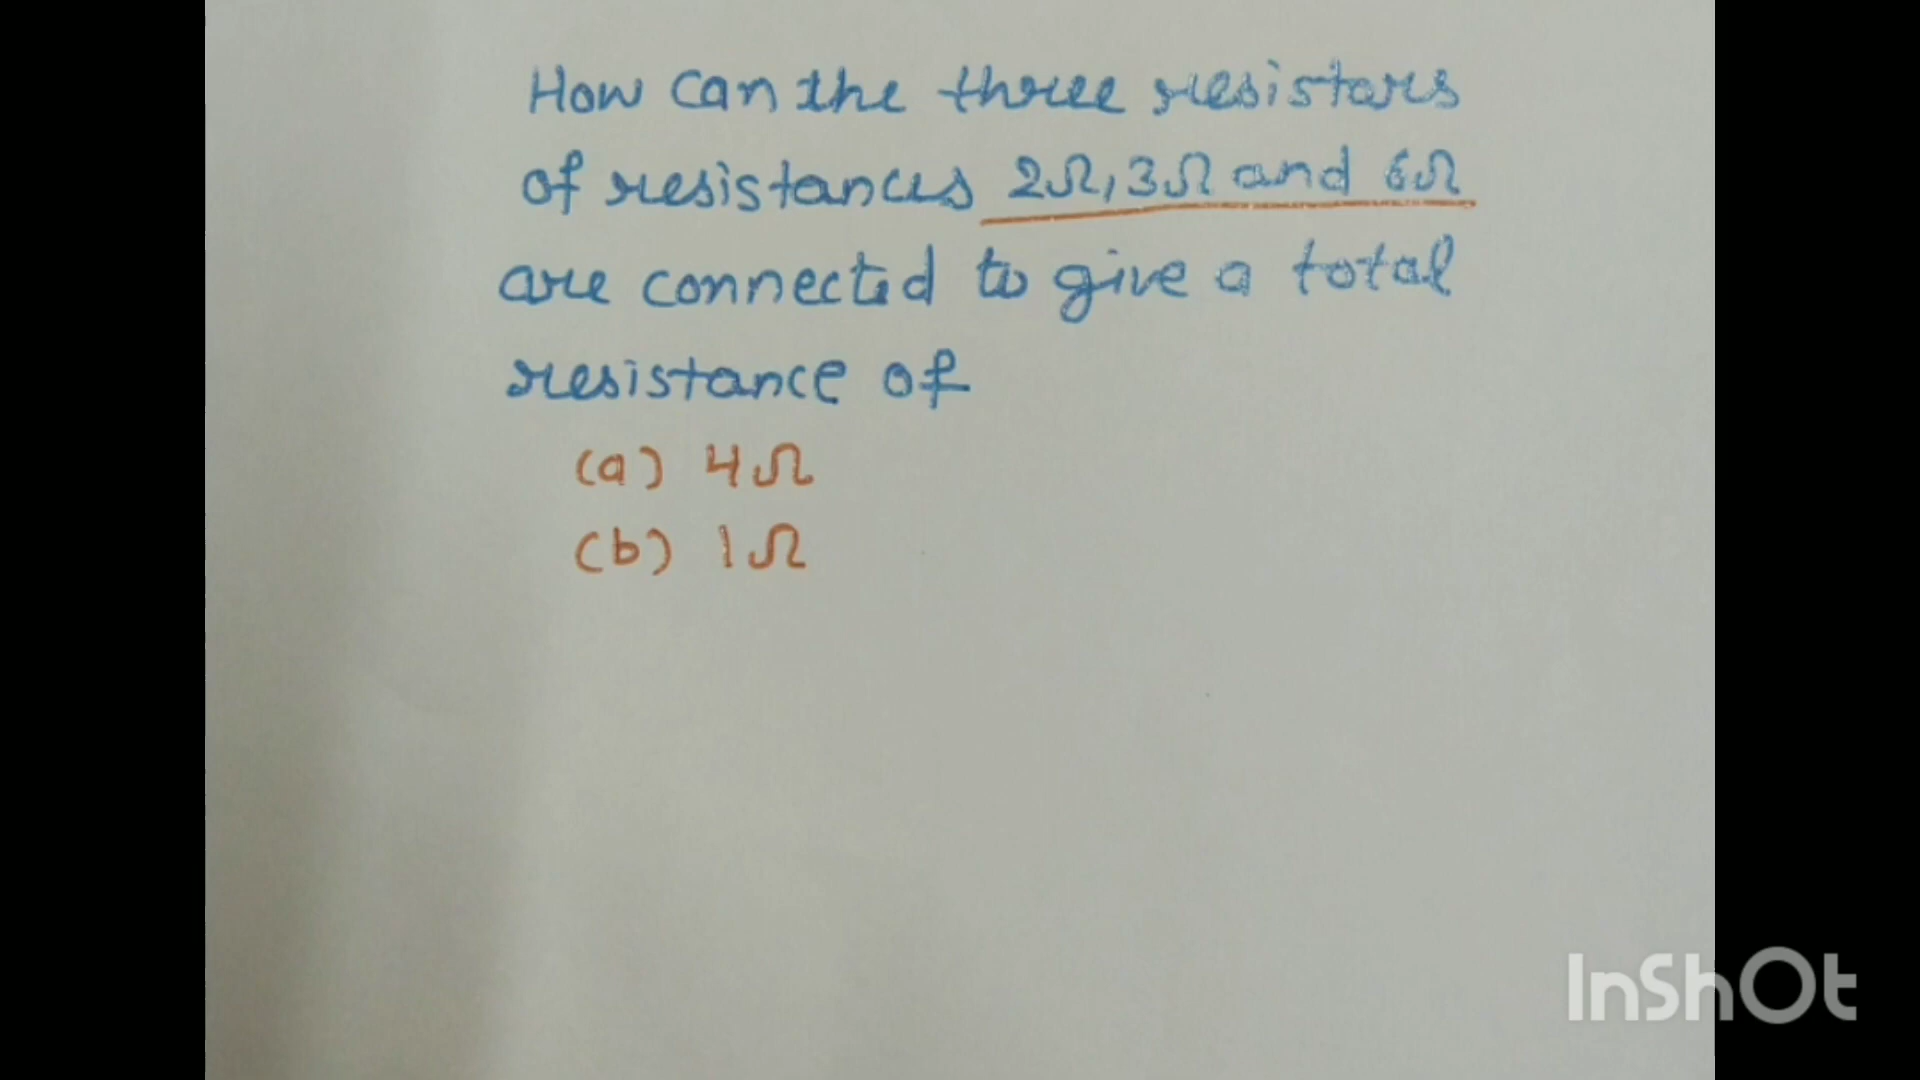 How can the three resistors
of resistances 2Ω, 3Ω and 6Ω
are connected to give a total
resistance of
(a) 4Ω
(b) 1Ω
InShOt